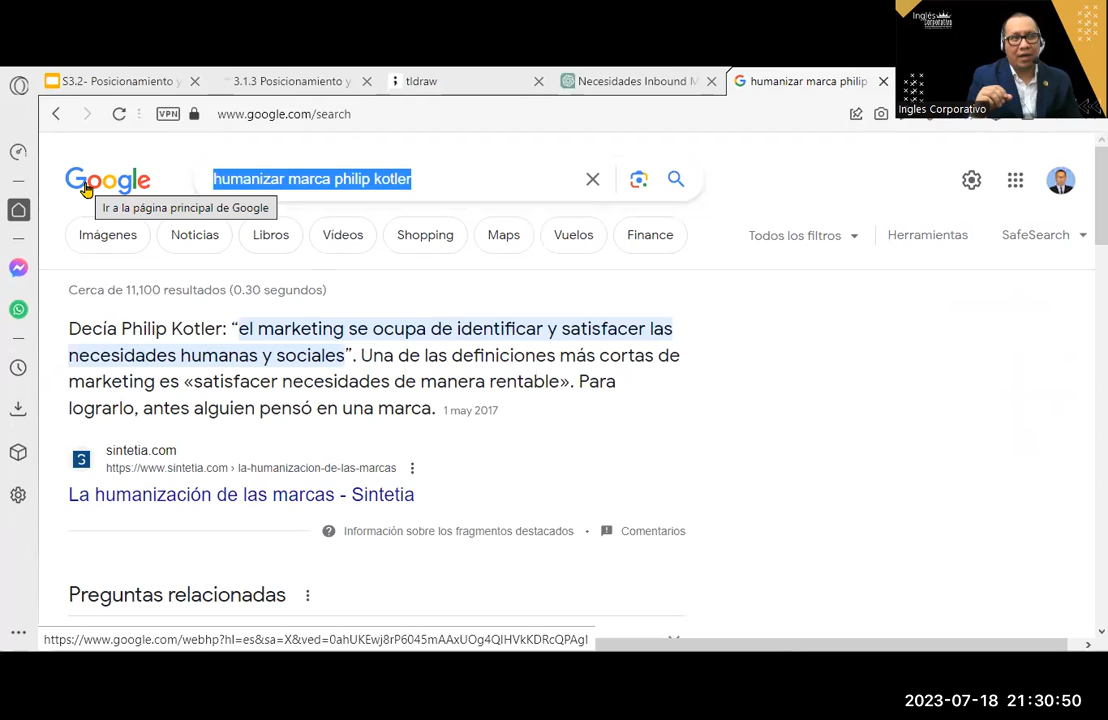 Inglés
Corporativo
Ingles Corporativo
S3.2- Posicionamiento y
3.1.3 Posicionamiento y
tldraw
Necesidades Inbound M
humanizar marca philip
VPN
www.google.com/search
Google
humanizar marca philip kotler
Ir a la página principal de Google
Imágenes
Noticias
Libros
Videos
Shopping
Maps
Vuelos
Finance
Todos los filtros
Herramientas
SafeSearch
Cerca de 11,100 resultados (0.30 segundos)
Decía Philip Kotler: “el marketing se ocupa de identificar y satisfacer las
necesidades humanas y sociales”. Una de las definiciones más cortas de
marketing es «satisfacer necesidades de manera rentable». Para
lograrlo, antes alguien pensó en una marca. 1 may 2017
sintetia.com
https://www.sintetia.com › la-humanizacion-de-las-marcas
La humanización de las marcas - Sintetia
Información sobre los fragmentos destacados
Comentarios
Preguntas relacionadas
https://www.google.com/webhp?hl=es&sa=X&ved=0ahUKEwj8rP6045mAAxUOg4QIHVkKDRcQPAgI
2023-07-18 21:30:50